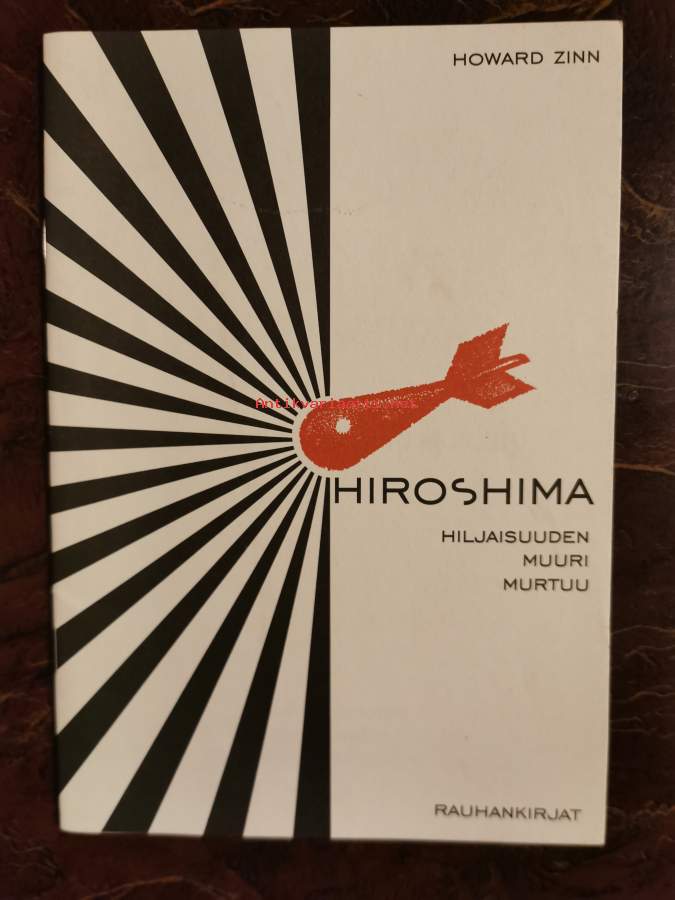 HOWARD ZINN
HIROSHIMA
HILJAISUUDEN
MUURI
MURTUU
RAUHANKIRJAT